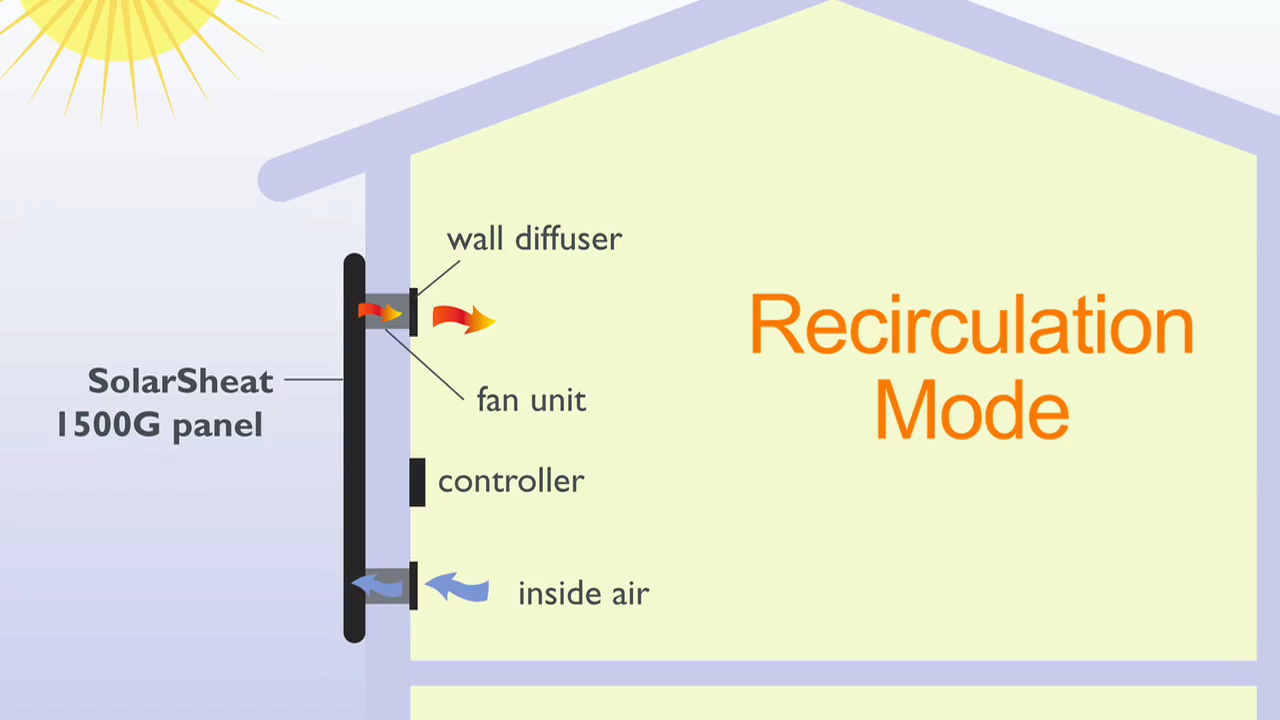 wall diffuser
Recirculation
Mode
SolarSheat
1500G panel
fan unit
controller
inside air